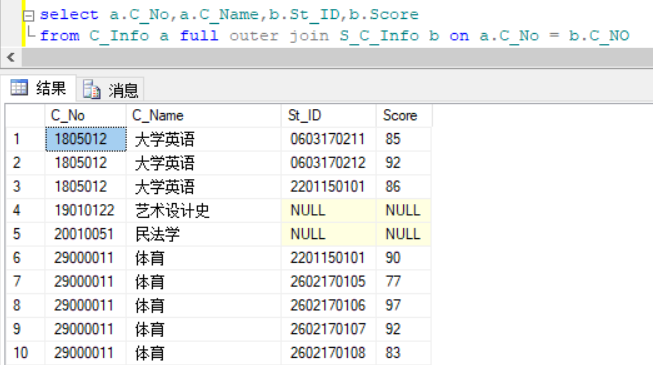 select a.C_No,a.C_Name,b.St_ID,b.Score
from C_Info a full outer join S_C_Info b on a.C_No = b.C_NO
结果 消息
C_No C_Name St_ID Score
1 1805012 大学英语 0603170211 85
2 1805012 大学英语 0603170212 92
3 1805012 大学英语 2201150101 86
4 19010122 艺术设计史 NULL NULL
5 20010051 民法学 NULL NULL
6 29000011 体育 2201150101 90
7 29000011 体育 2602170105 77
8 29000011 体育 2602170106 97
9 29000011 体育 2602170107 92
10 29000011 体育 2602170108 83